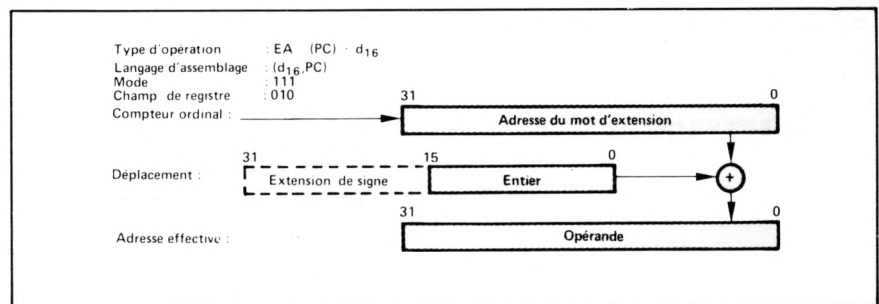 Type d'opération : EA (PC) · d16
Langage d'assemblage : (d16,PC)
Mode : 111
Champ de registre : 010
Compteur ordinal :
31 0
Adresse du mot d'extension
31 15 0
Déplacement :
Extension de signe
Entier
+
31 0
Adresse effective :
Opérande